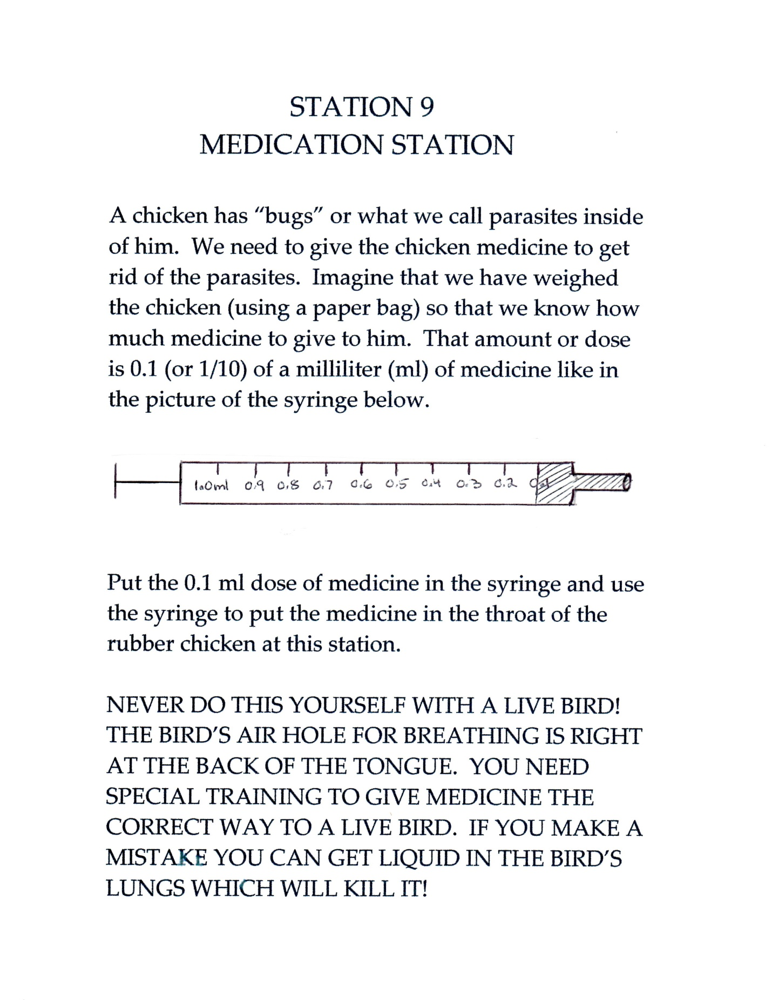 STATION 9
MEDICATION STATION
A chicken has “bugs” or what we call parasites inside
of him.  We need to give the chicken medicine to get
rid of the parasites.  Imagine that we have weighed
the chicken (using a paper bag) so that we know how
much medicine to give to him.  That amount or dose
is 0.1 (or 1/10) of a milliliter (ml) of medicine like in
the picture of the syringe below.
1.0ml 0.9 0.8 0.7 0.6 0.5 0.4 0.3 0.2 0.1
Put the 0.1 ml dose of medicine in the syringe and use
the syringe to put the medicine in the throat of the
rubber chicken at this station.
NEVER DO THIS YOURSELF WITH A LIVE BIRD!
THE BIRD’S AIR HOLE FOR BREATHING IS RIGHT
AT THE BACK OF THE TONGUE.  YOU NEED
SPECIAL TRAINING TO GIVE MEDICINE THE
CORRECT WAY TO A LIVE BIRD.  IF YOU MAKE A
MISTAKE YOU CAN GET LIQUID IN THE BIRD’S
LUNGS WHICH WILL KILL IT!